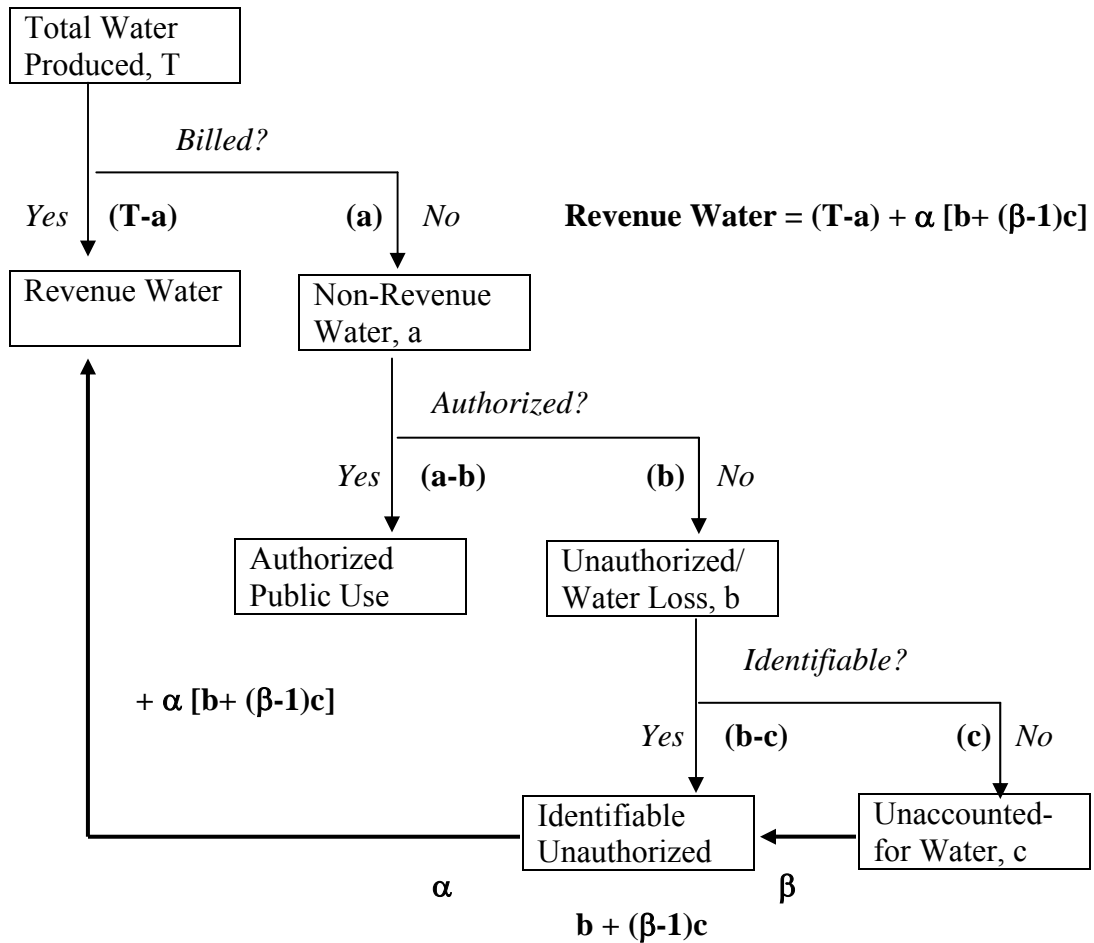 Total Water
Produced, T
Billed?
Yes (T-a) (a) No
Revenue Water = (T-a) + α [b+ (β-1)c]
Revenue Water
Non-Revenue
Water, a
Authorized?
Yes (a-b) (b) No
Authorized
Public Use
Unauthorized/
Water Loss, b
Identifiable?
+ α [b+ (β-1)c]
Yes (b-c) (c) No
Identifiable
Unauthorized
Unaccounted-
for Water, c
α β
b + (β-1)c